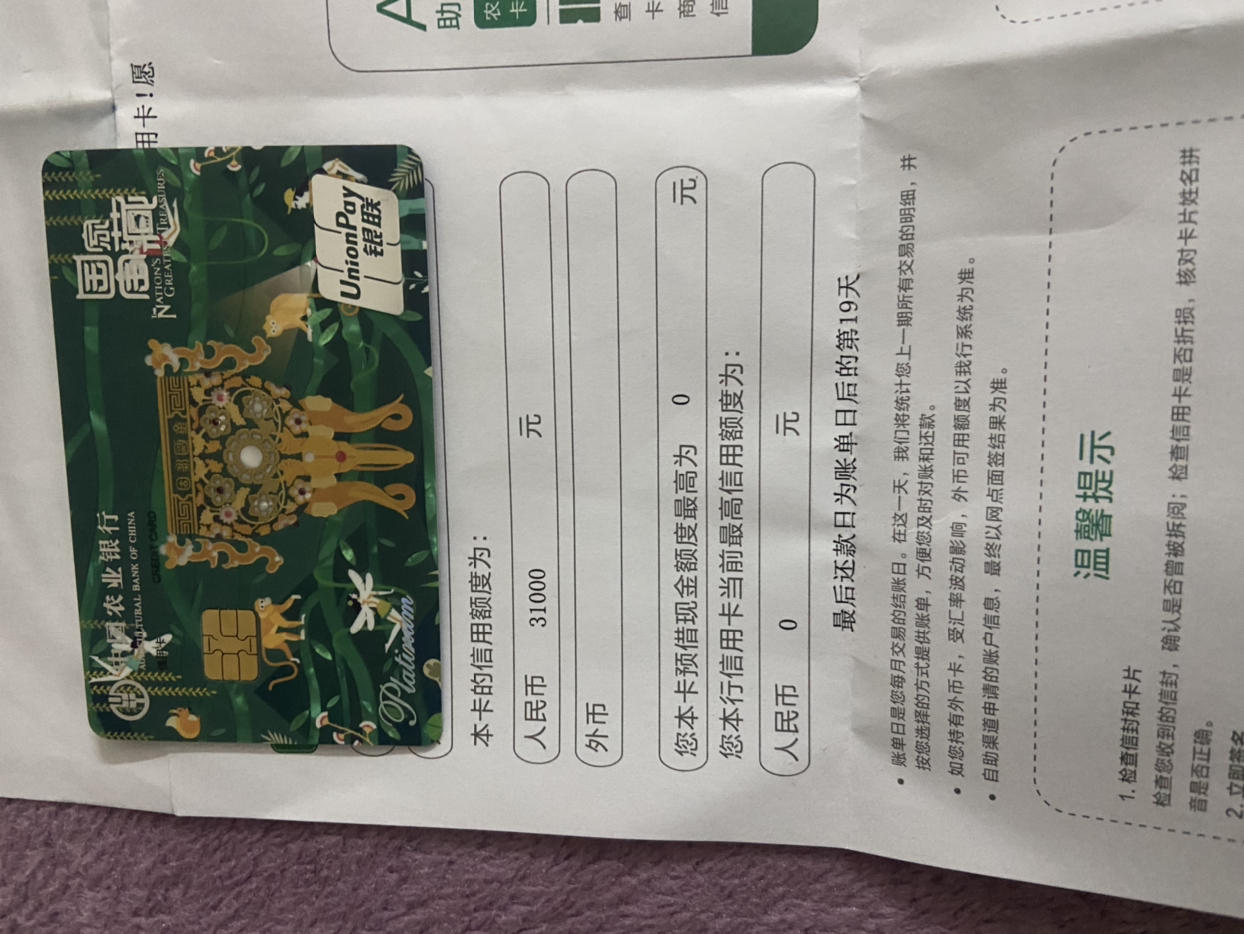 用卡！愿
助
农
卡
查
卡
商
信
国家
宝藏
THE NATION'S
GREATEST TREASURES
中国农业银行
AGRICULTURAL BANK OF CHINA
信用卡
CREDIT CARD
UnionPay
银联
Platinum
本卡的信用额度为：
人民币 31000 元
外币
您本卡预借现金额度最高为 0 元
您本行信用卡当前最高信用额度为：
人民币 0 元
最后还款日为账单日后的第19天
• 账单日是您每月交易的结账日。在这一天，我们将统计您上一期所有交易的明细，并
按您选择的方式提供账单，方便您及时对账和还款。
• 如您持有外币卡，受汇率波动影响，外币可用额度以我行系统为准。
• 自助渠道申请的账户信息，最终以网点面签结果为准。
温馨提示
1. 检查信封和卡片
检查您收到的信封，确认是否曾被拆阅；检查信用卡是否折损，核对卡片姓名拼
音是否正确。
2. 立即签名